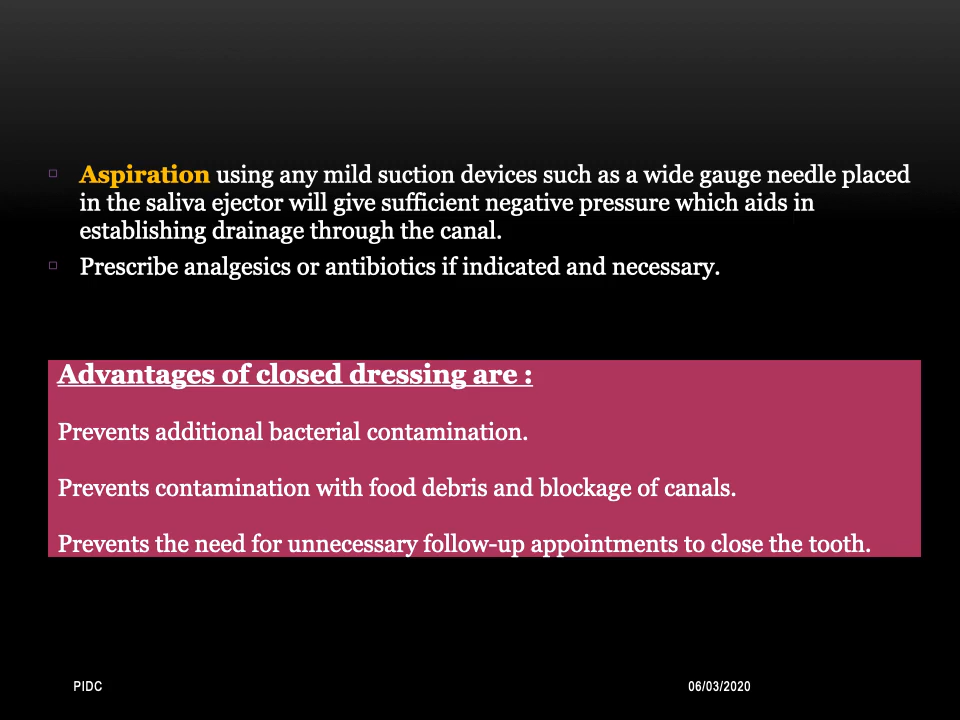 Aspiration using any mild suction devices such as a wide gauge needle placed
in the saliva ejector will give sufficient negative pressure which aids in
establishing drainage through the canal.
Prescribe analgesics or antibiotics if indicated and necessary.
Advantages of closed dressing are :
Prevents additional bacterial contamination.
Prevents contamination with food debris and blockage of canals.
Prevents the need for unnecessary follow-up appointments to close the tooth.
PIDC 06/03/2020